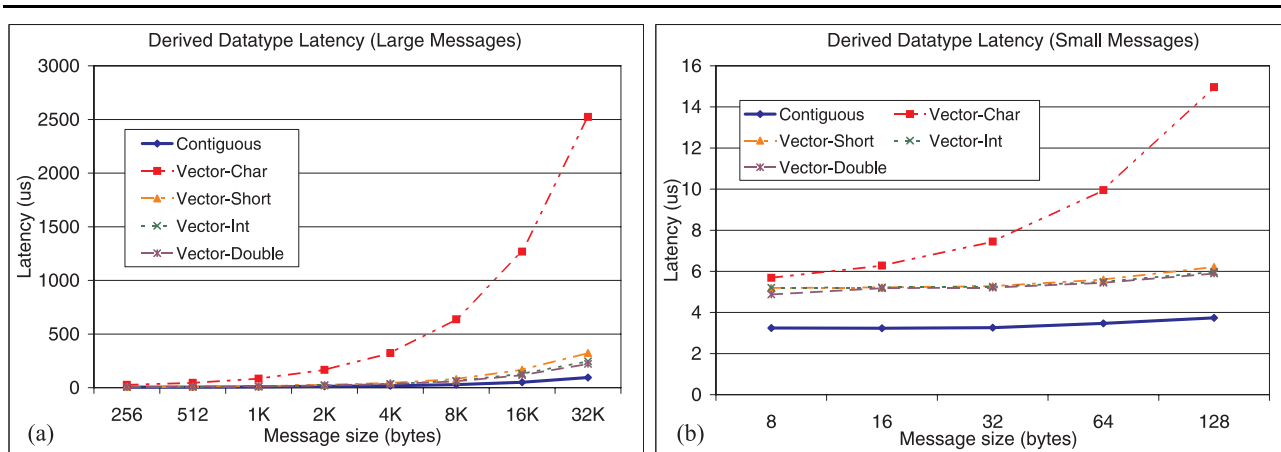 Derived Datatype Latency (Large Messages)
3000
2500
2000
1500
1000
500
0
Latency (us)
Contiguous
Vector-Char
Vector-Short
Vector-Int
Vector-Double
256 512 1K 2K 4K 8K 16K 32K
(a) Message size (bytes)
Derived Datatype Latency (Small Messages)
16
14
12
10
8
6
4
2
0
Latency (us)
Contiguous Vector-Char
Vector-Short Vector-Int
Vector-Double
8 16 32 64 128
(b) Message size (bytes)